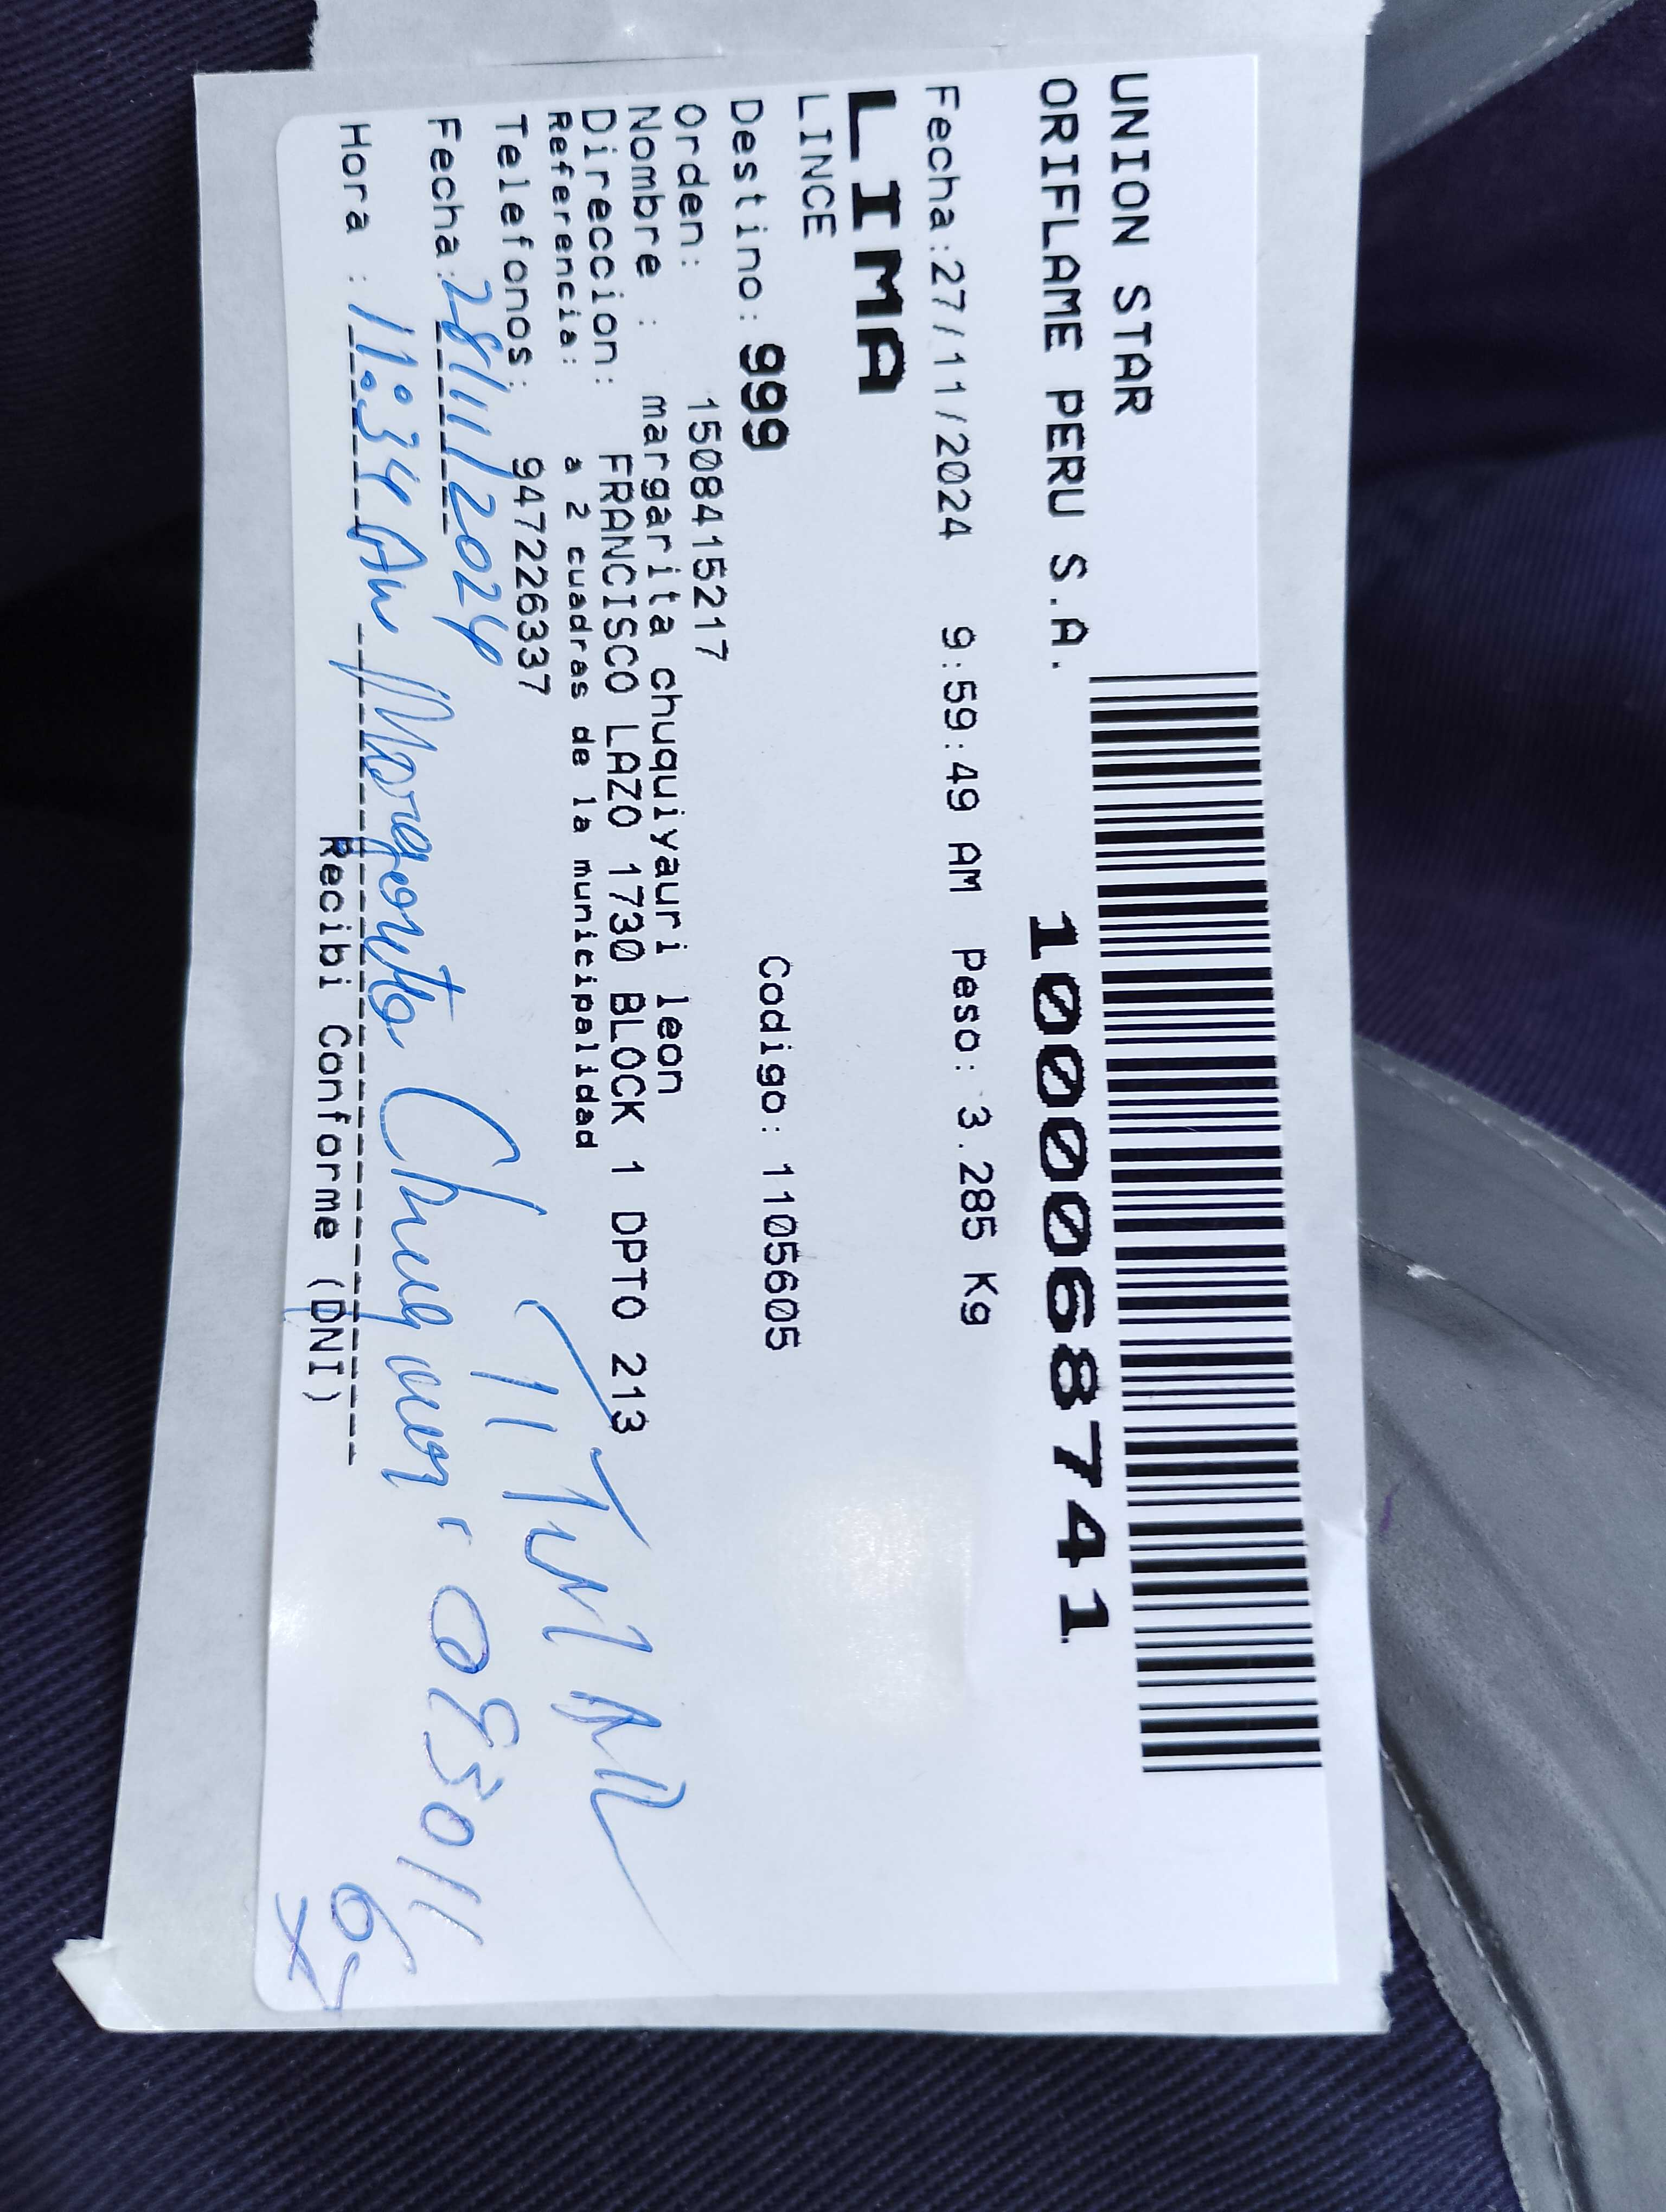 UNION STAR
ORIFLAME PERU S.A.
10000687411
Fecha:27/11/2024 9:59:49 AM Peso: 3.285 Kg
LIMA
LINCE
Destino: 999 Codigo: 1105605
Orden: 1508415217
Nombre : margarita chuquiyauri leon
Direccion: FRANCISCO LAZO 1730 BLOCK 1 DPTO 213
Referencia: a 2 cuadras de la municipalidad
Telefonos: 947226337
Fecha: 28/11/2024
Hora : 11:34 Am Margarita
Recibi Conforme (DNI)